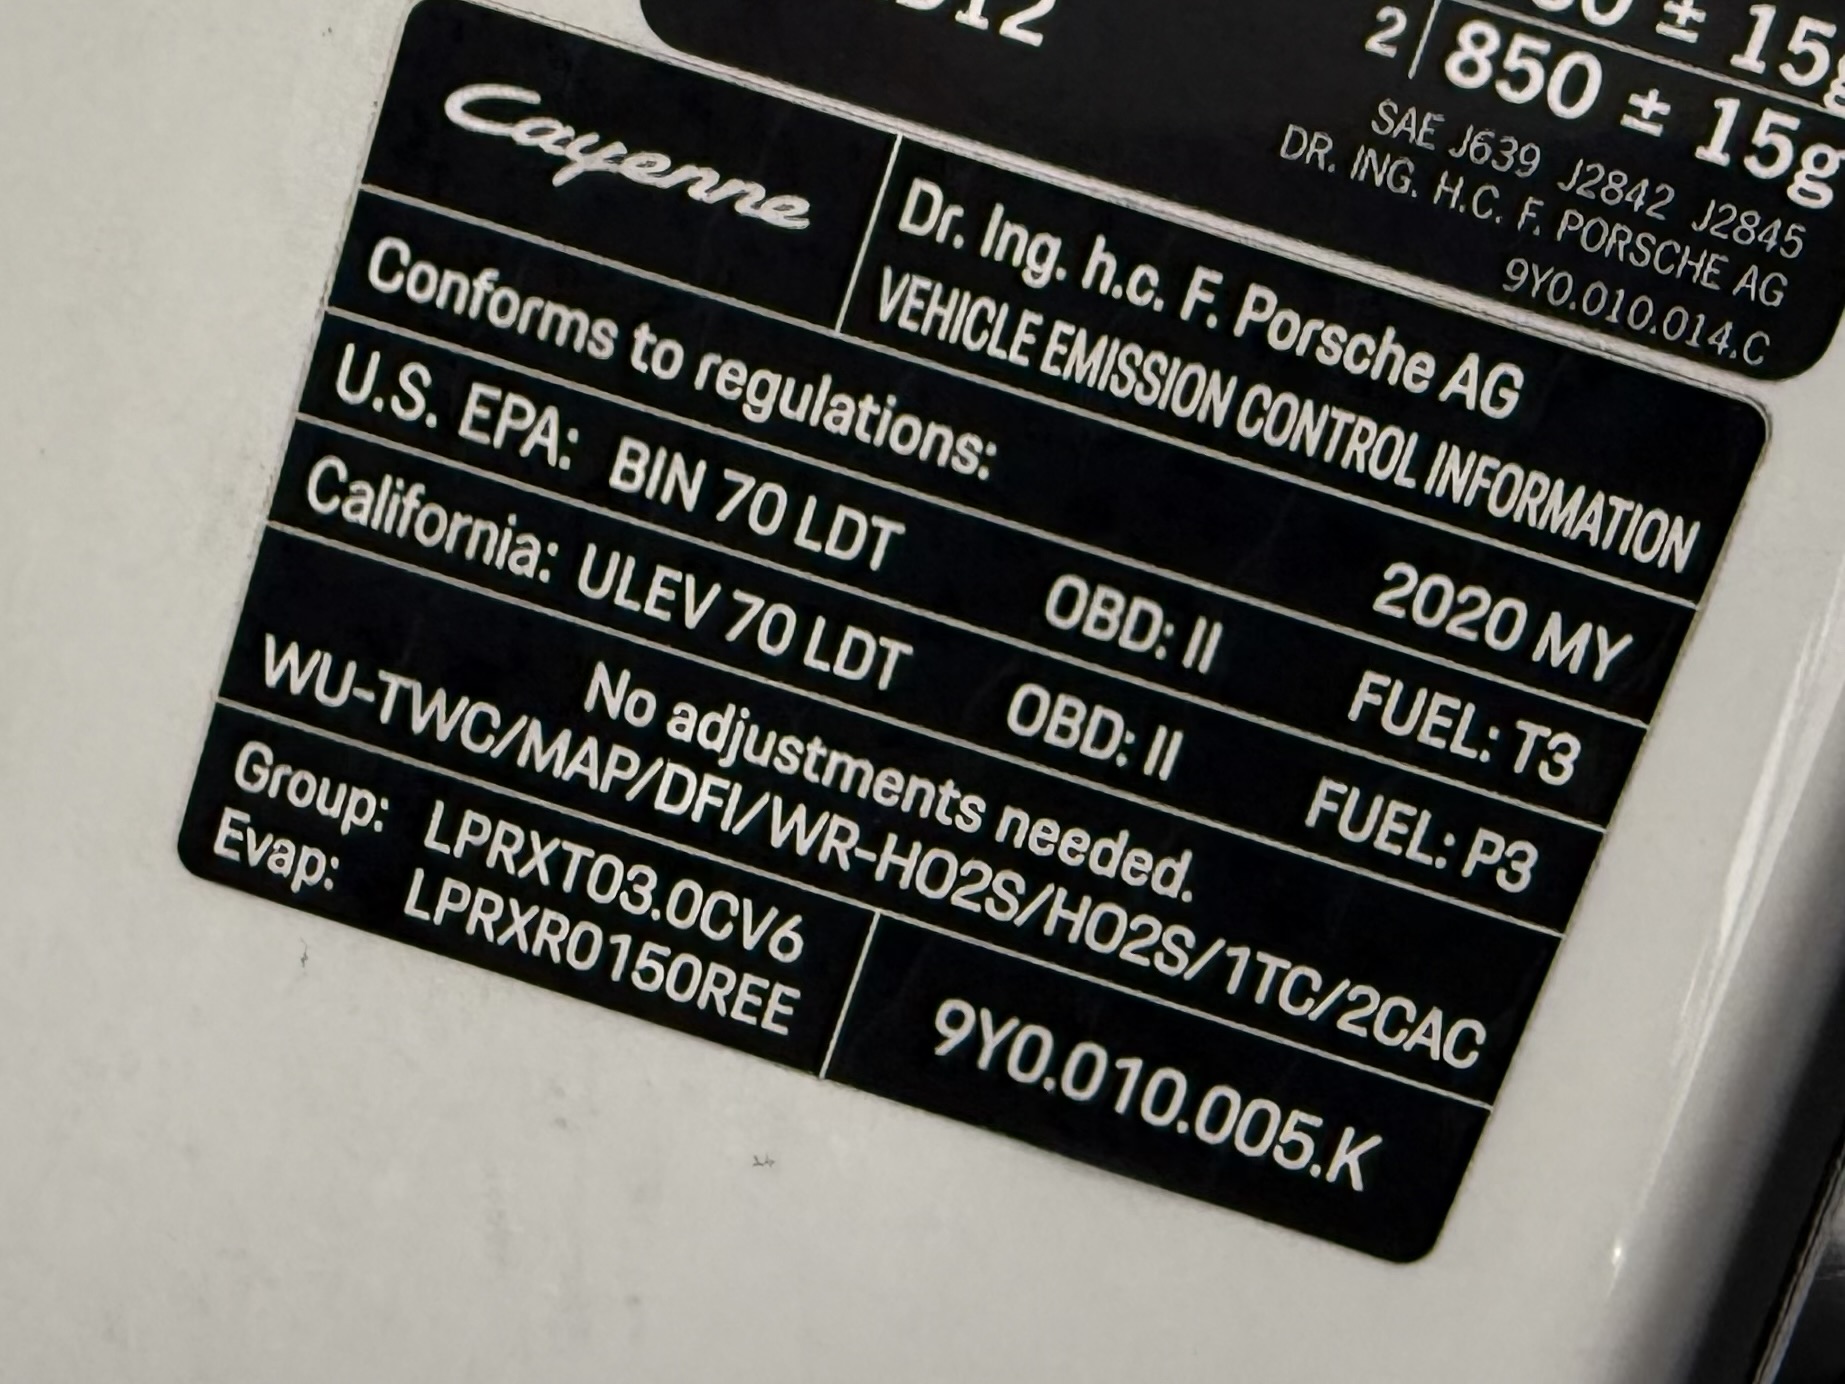 2 850 ± 15g
SAE J639 J2842 J2845
DR. ING. H.C. F. PORSCHE AG
9Y0.010.014.C
Cayenne
Dr. Ing. h.c. F. Porsche AG
VEHICLE EMISSION CONTROL INFORMATION
Conforms to regulations: 2020 MY
U.S. EPA: BIN 70 LDT OBD: II FUEL: T3
California: ULEV 70 LDT OBD: II FUEL: P3
No adjustments needed.
WU-TWC/MAP/DFI/WR-HO2S/HO2S/1TC/2CAC
Group: LPRXT03.0CV6
Evap: LPRXR0150REE
9Y0.010.005.K